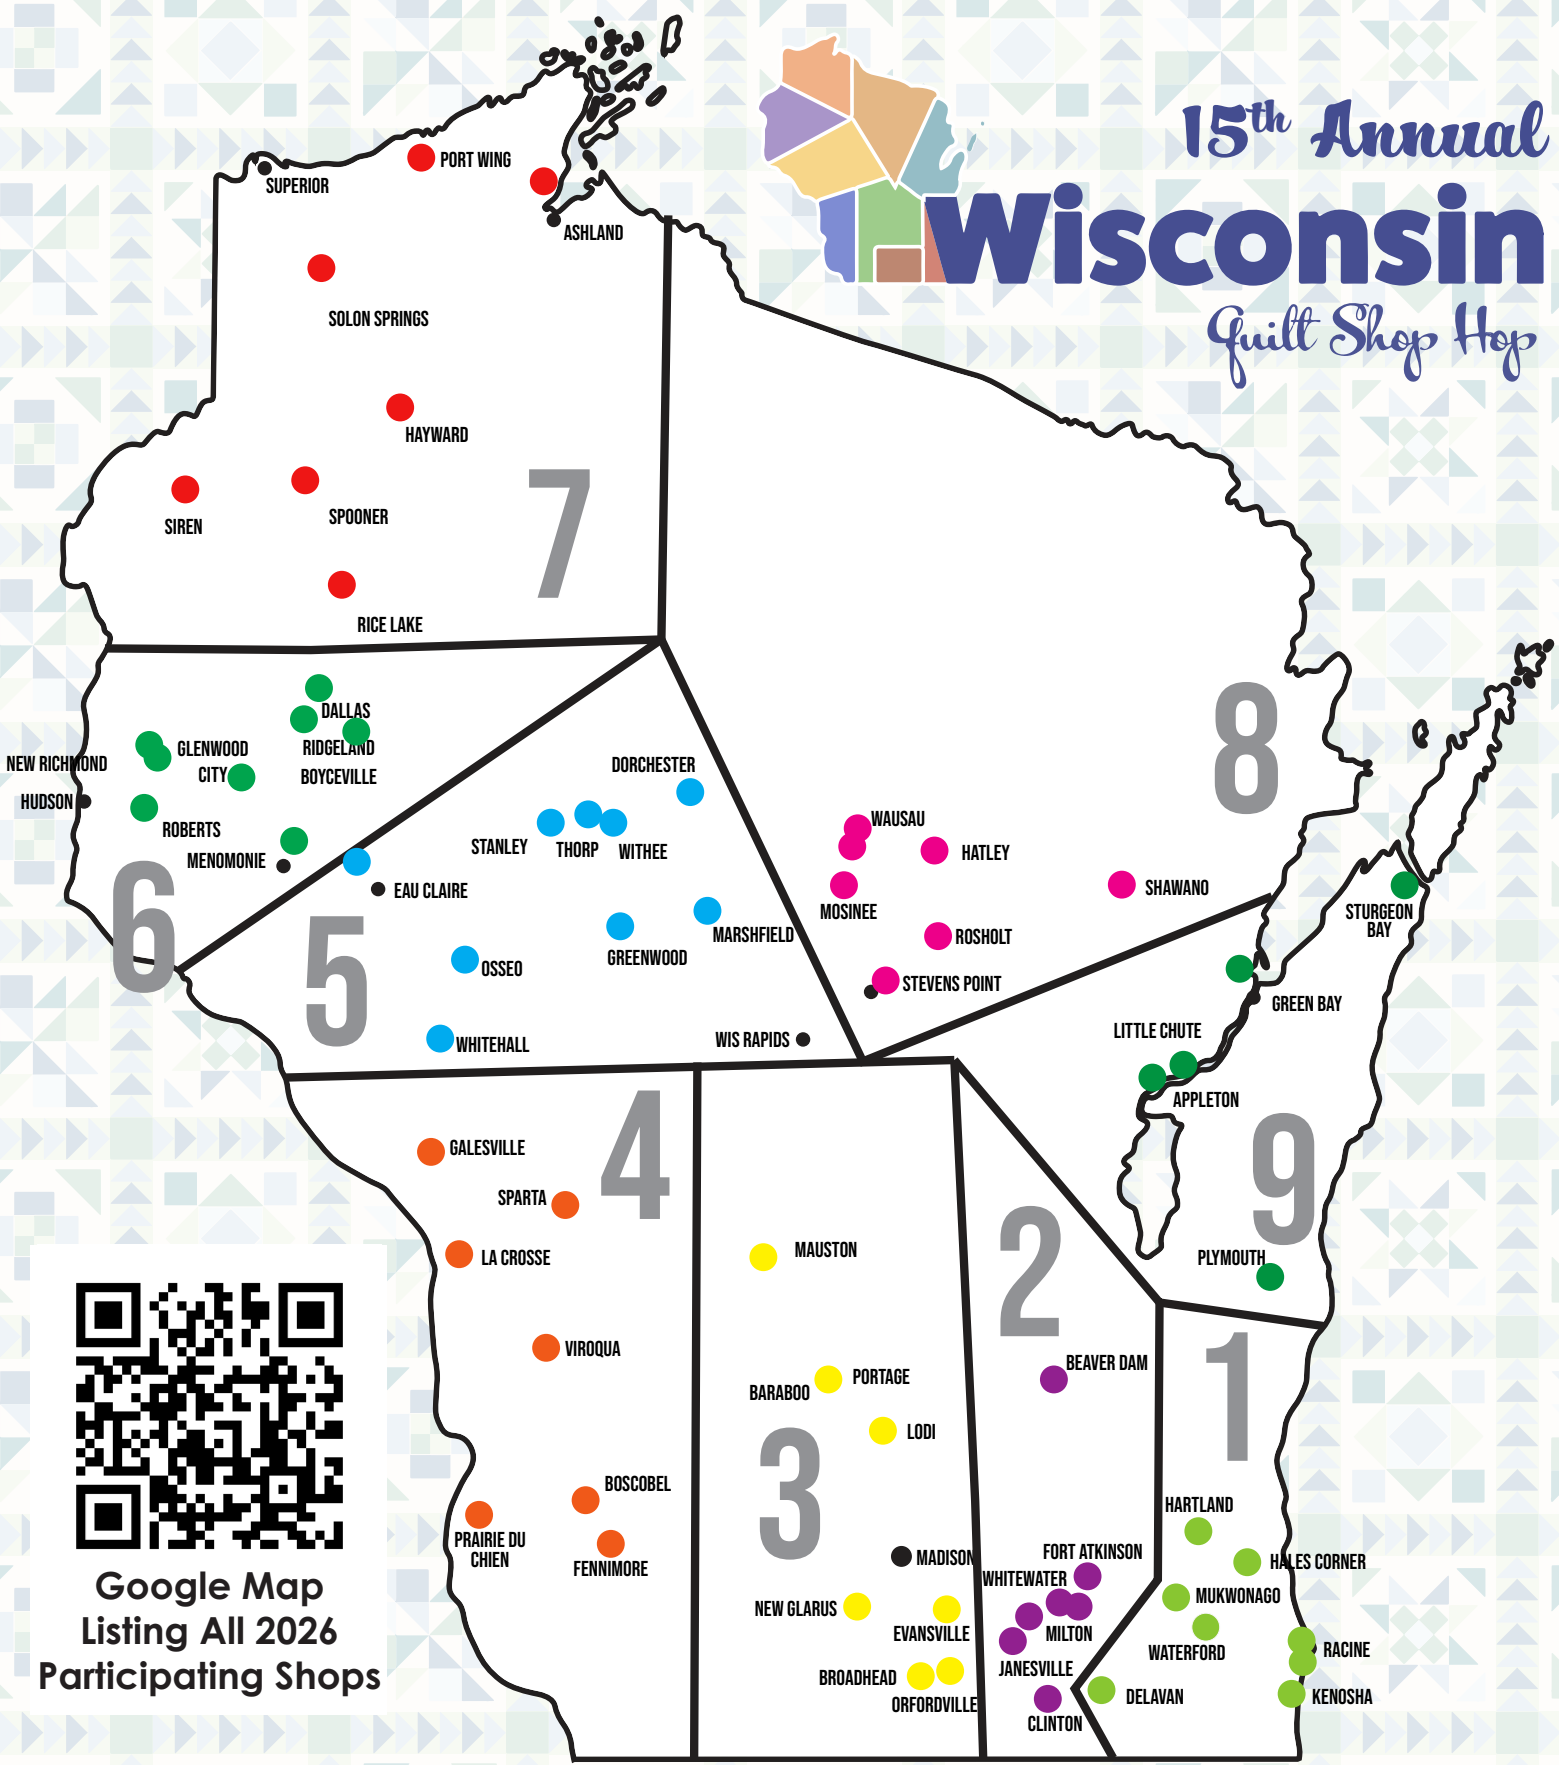 15th Annual
Wisconsin
Quilt Shop Hop
PORT WING
SUPERIOR
ASHLAND
SOLON SPRINGS
HAYWARD
7
SIREN
SPOONER
RICE LAKE
DALLAS
RIDGELAND
GLENWOOD
CITY
BOYCEVILLE
NEW RICHMOND
HUDSON
ROBERTS
MENOMONIE
6
DORCHESTER
STANLEY
THORP
WITHEE
EAU CLAIRE
5
MARSHFIELD
GREENWOOD
OSSEO
WHITEHALL
WIS RAPIDS
8
WAUSAU
HATLEY
MOSINEE
SHAWANO
ROSHOLT
STEVENS POINT
STURGEON
BAY
GREEN BAY
LITTLE CHUTE
APPLETON
9
PLYMOUTH
4
GALESVILLE
SPARTA
LA CROSSE
VIROQUA
BOSCOBEL
PRAIRIE DU
CHIEN
FENNIMORE
MAUSTON
PORTAGE
BARABOO
LODI
3
MADISON
NEW GLARUS
EVANSVILLE
BROADHEAD
ORFORDVILLE
2
BEAVER DAM
FORT ATKINSON
WHITEWATER
MILTON
JANESVILLE
CLINTON
1
HARTLAND
HALES CORNER
MUKWONAGO
WATERFORD
RACINE
DELAVAN
KENOSHA
Google Map
Listing All 2026
Participating Shops